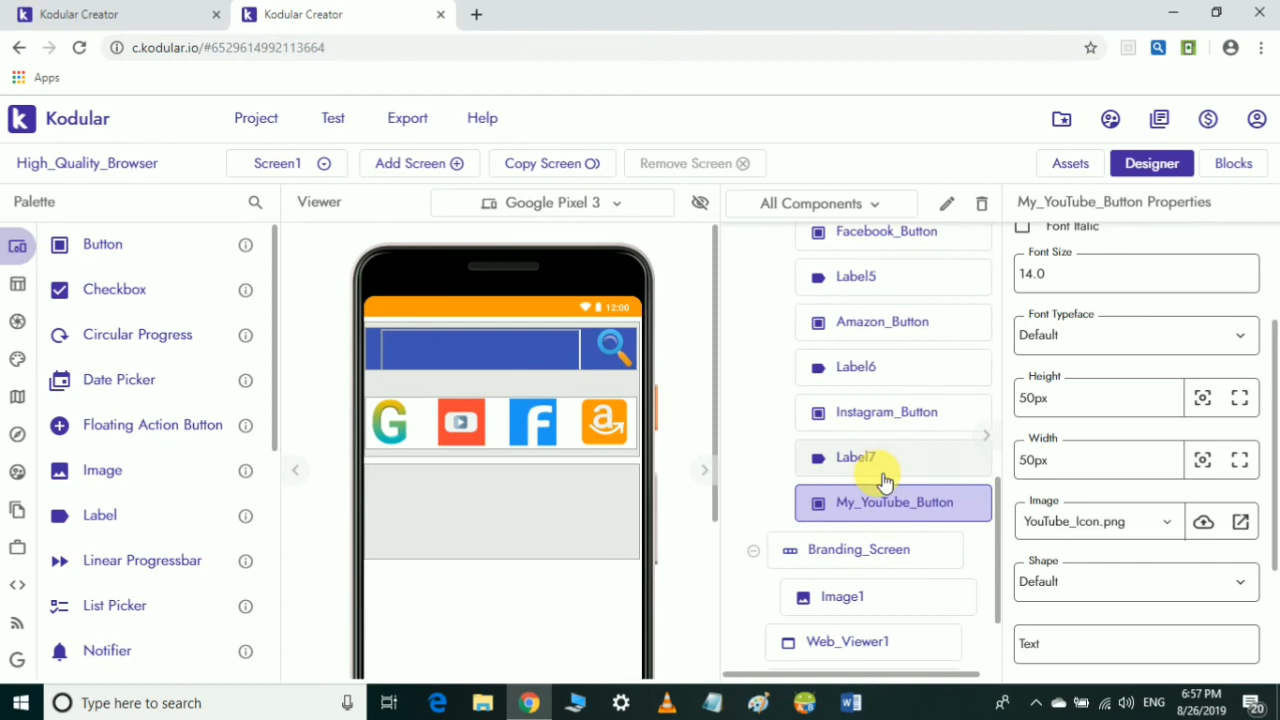 Kodular Creator
Kodular Creator
c.kodular.io/#6529614992113664
Apps
Kodular
Project
Test
Export
Help
High_Quality_Browser
Screen1
Add Screen
Copy Screen
Remove Screen
Assets
Designer
Blocks
Palette
Viewer
Google Pixel 3
All Components
My_YouTube_Button Properties
Button
Checkbox
Circular Progress
Date Picker
Floating Action Button
Image
Label
Linear Progressbar
List Picker
Notifier
12:00
Facebook_Button
Label5
Amazon_Button
Label6
Instagram_Button
Label7
My_YouTube_Button
Branding_Screen
Image1
Web_Viewer1
Font Italic
Font Size
14.0
Font Typeface
Default
Height
50px
Width
50px
Image
YouTube_Icon.png
Shape
Default
Text
Type here to search
ENG
6:57 PM
8/26/2019
20